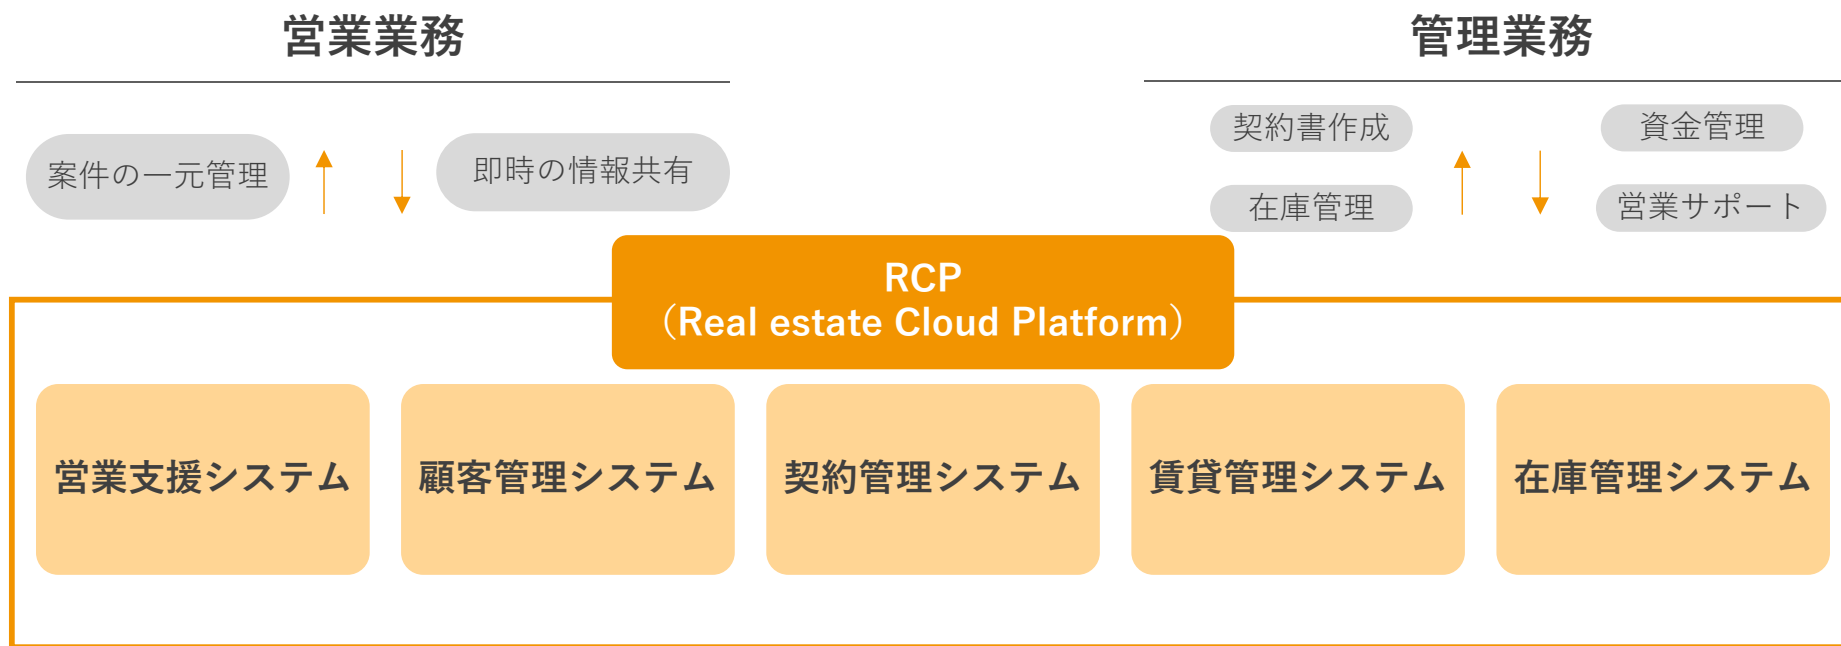 営業業務
管理業務
案件の一元管理
即時の情報共有
契約書作成
資金管理
在庫管理
営業サポート
RCP
（Real estate Cloud Platform）
営業支援システム
顧客管理システム
契約管理システム
賃貸管理システム
在庫管理システム